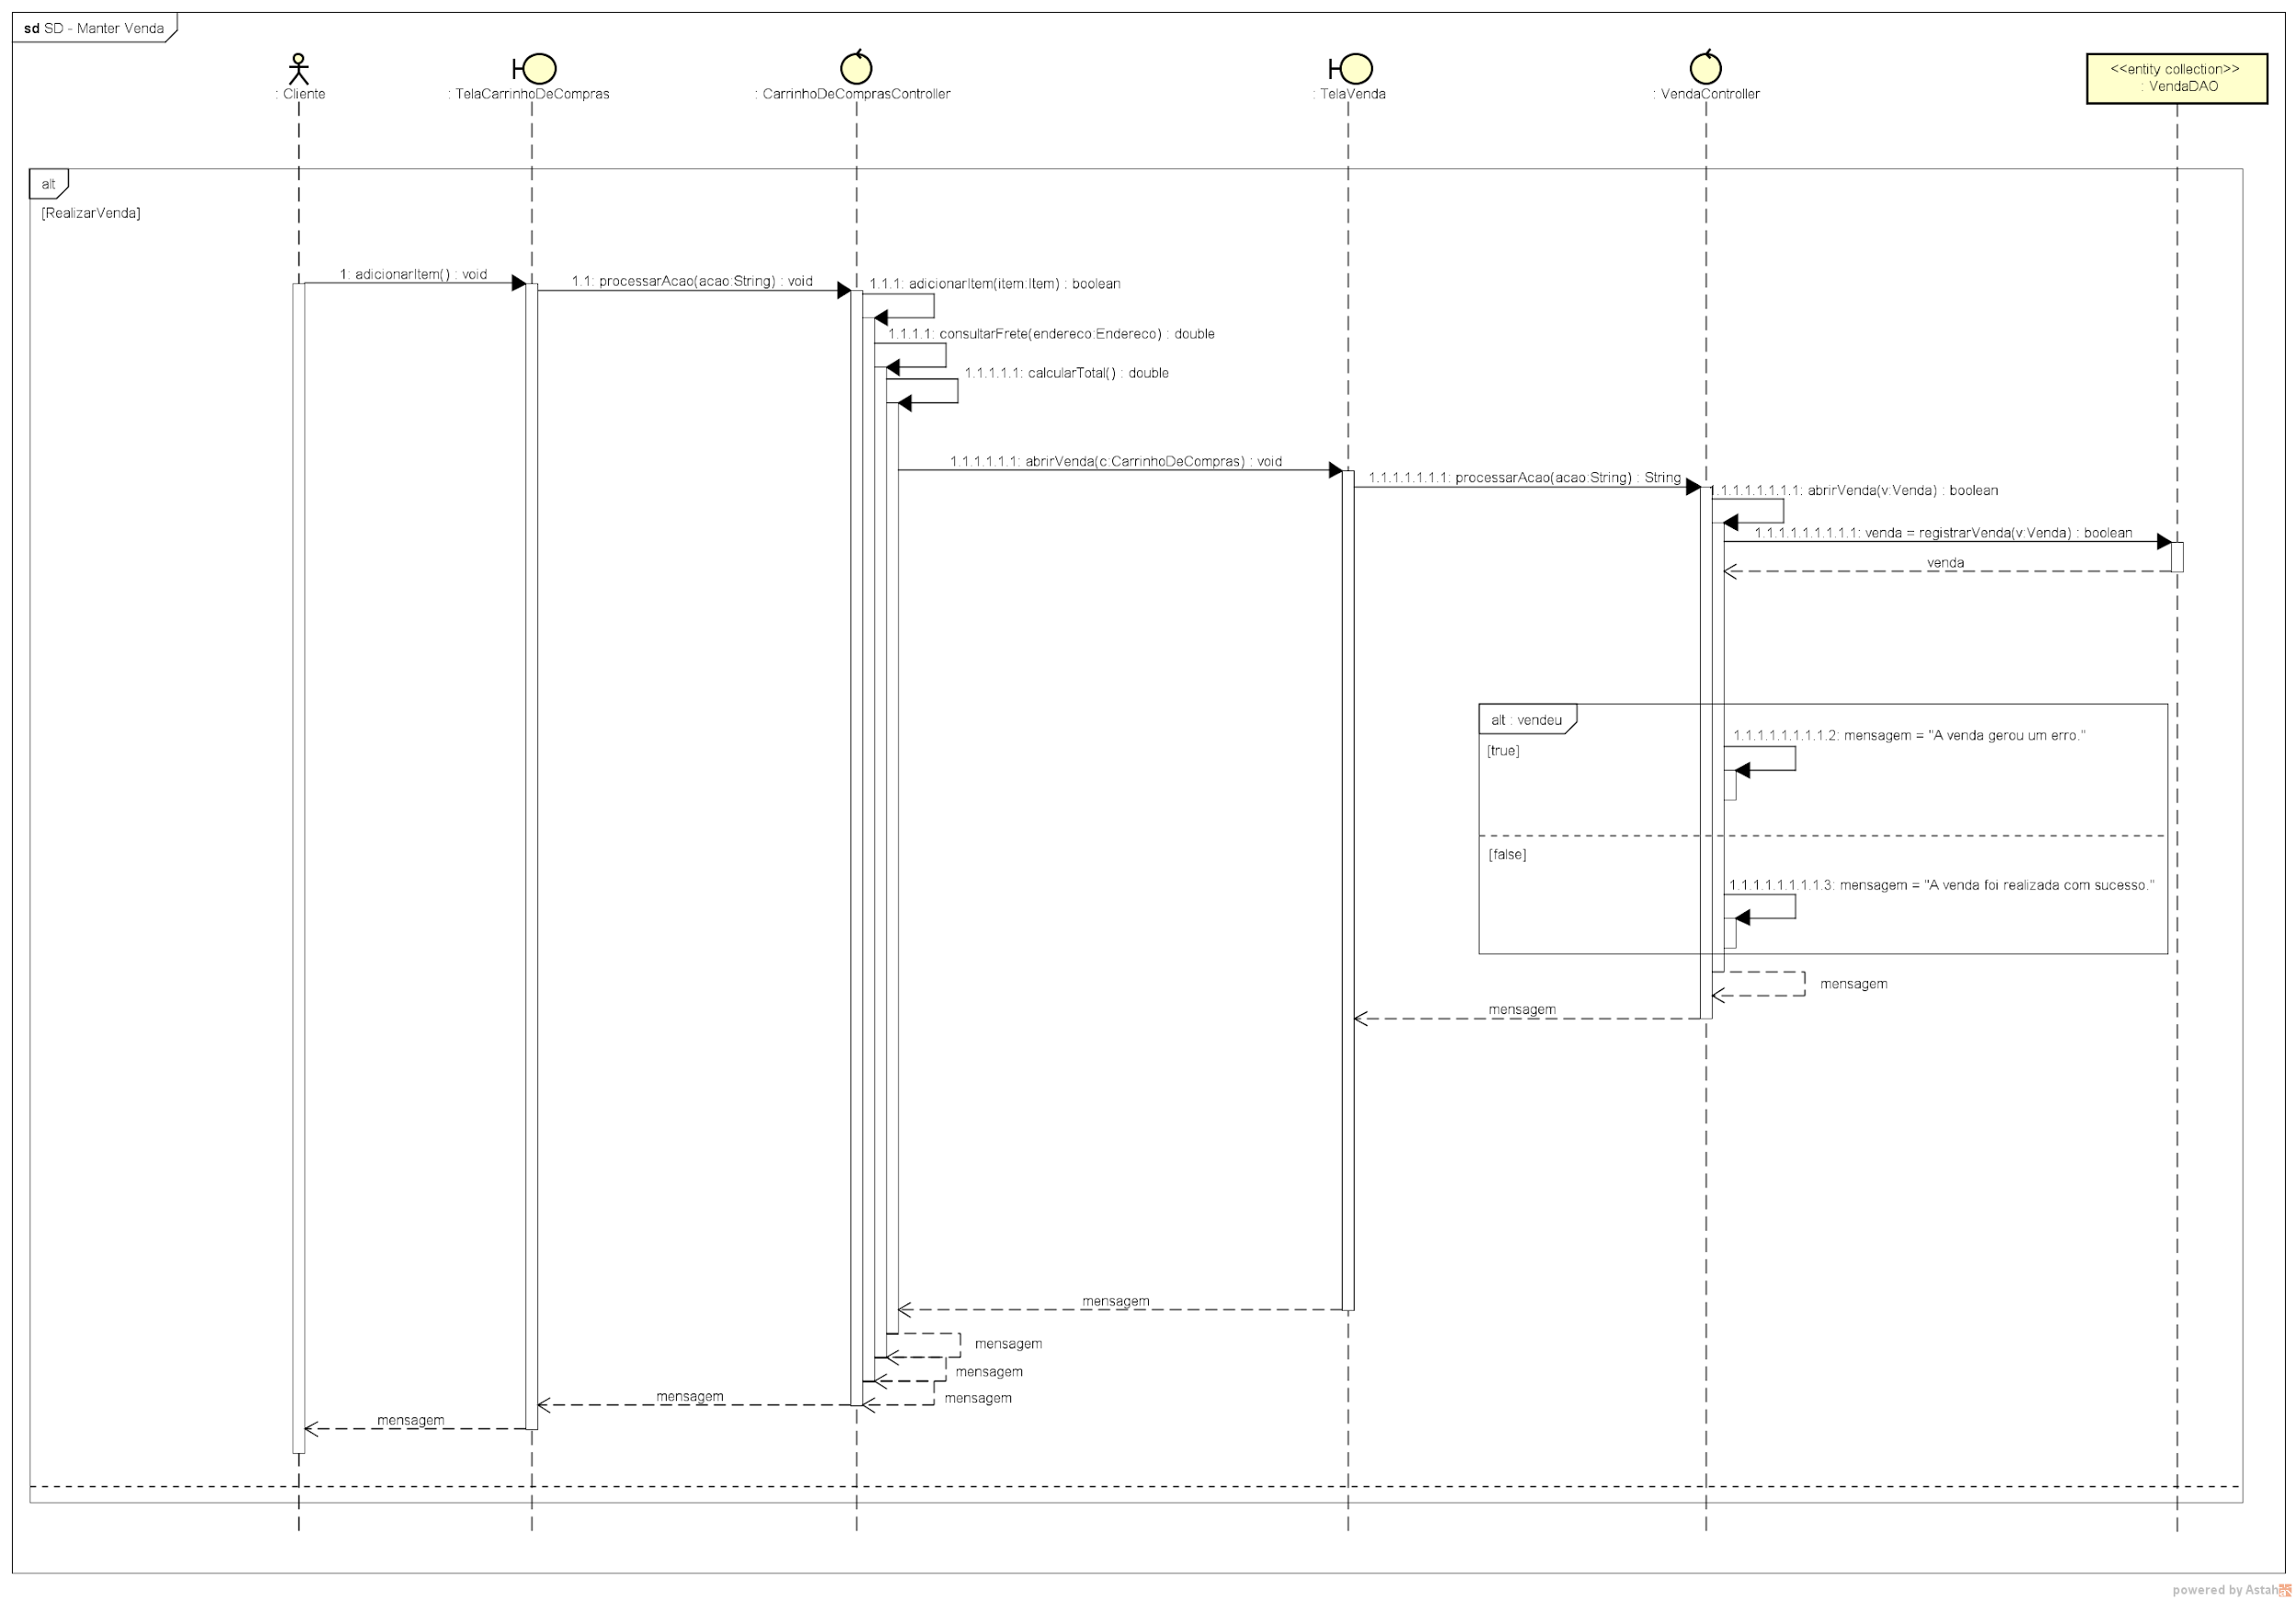 sd SD - Manter Venda
: Cliente
: TelaCarrinhoDeCompras
: CarrinhoDeComprasController
: TelaVenda
: VendaController
<<entity collection>>
: VendaDAO
alt
[RealizarVenda]
1: adicionarItem() : void
1.1: processarAcao(acao:String) : void
1.1.1: adicionarItem(item:Item) : boolean
1.1.1.1: consultarFrete(endereco:Endereco) : double
1.1.1.1.1: calcularTotal() : double
1.1.1.1.1.1: abrirVenda(c:CarrinhoDeCompras) : void
1.1.1.1.1.1.1: processarAcao(acao:String) : String
1.1.1.1.1.1.1.1: abrirVenda(v:Venda) : boolean
1.1.1.1.1.1.1.1.1: venda = registrarVenda(v:Venda) : boolean
venda
alt : vendeu
[true]
1.1.1.1.1.1.1.1.2: mensagem = "A venda gerou um erro."
[false]
1.1.1.1.1.1.1.1.3: mensagem = "A venda foi realizada com sucesso."
mensagem
mensagem
mensagem
mensagem
mensagem
mensagem
mensagem
mensagem
powered by Astah